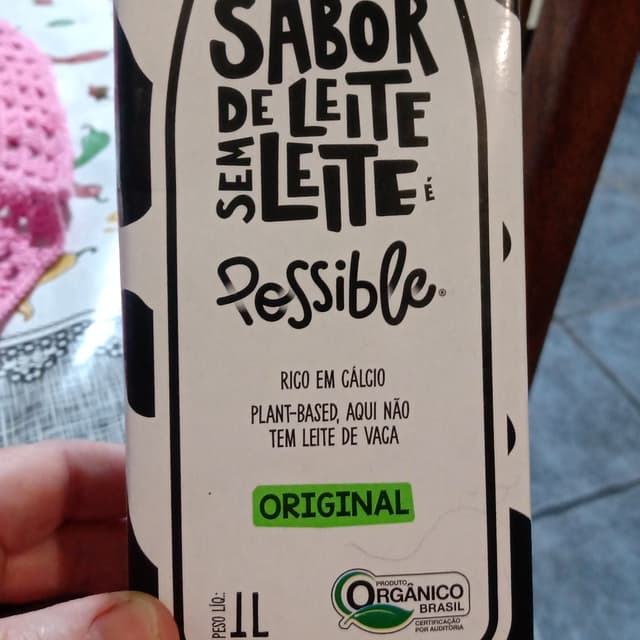 SABOR
DE LEITE
SEM LEITE É
Possible®
RICO EM CÁLCIO
PLANT-BASED, AQUI NÃO
TEM LEITE DE VACA
ORIGINAL
PESO LÍQ.: 1L
PRODUTO
ORGÂNICO
BRASIL
CERTIFICAÇÃO
POR AUDITORIA